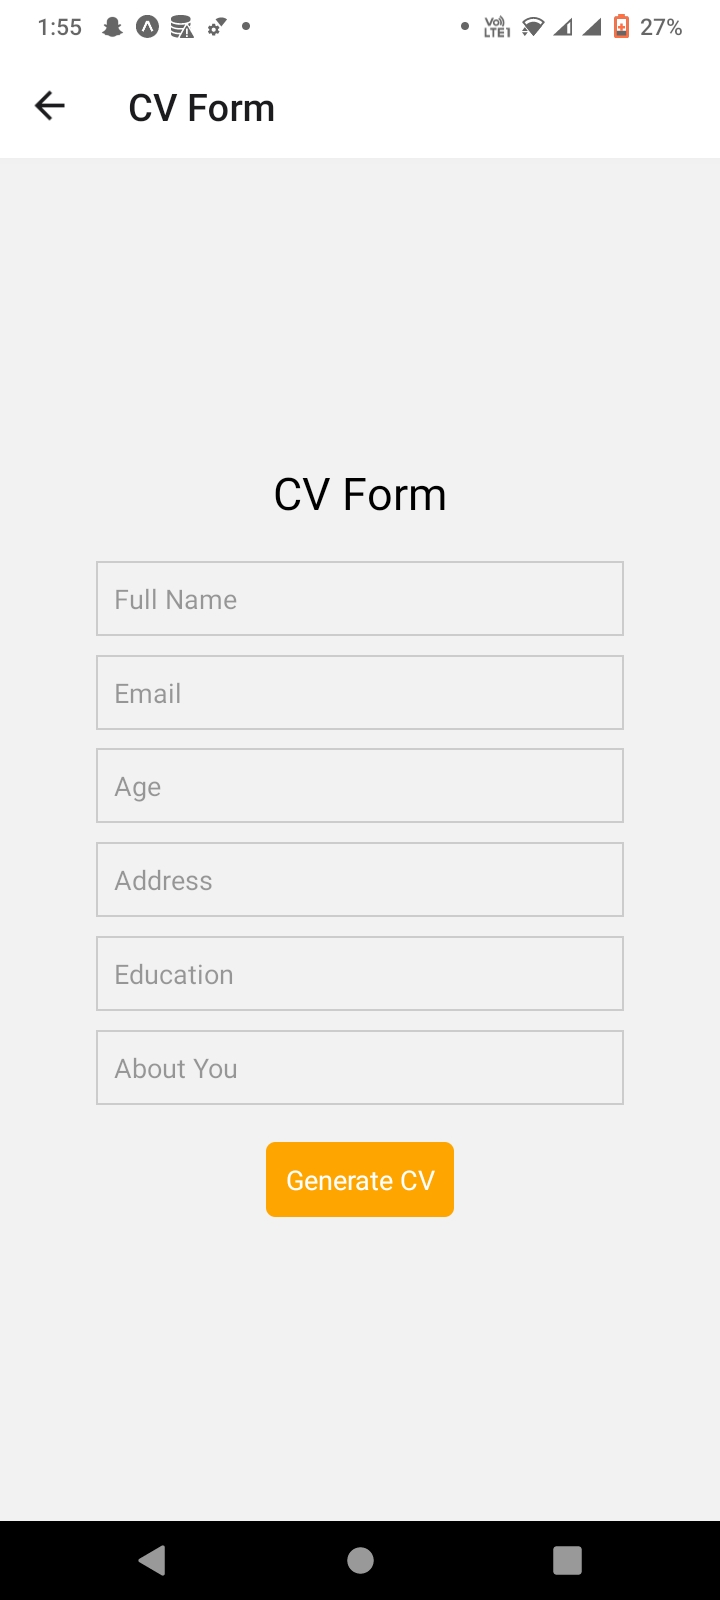 1:55
Vo) LTE1 27%
CV Form
CV Form
Full Name
Email
Age
Address
Education
About You
Generate CV